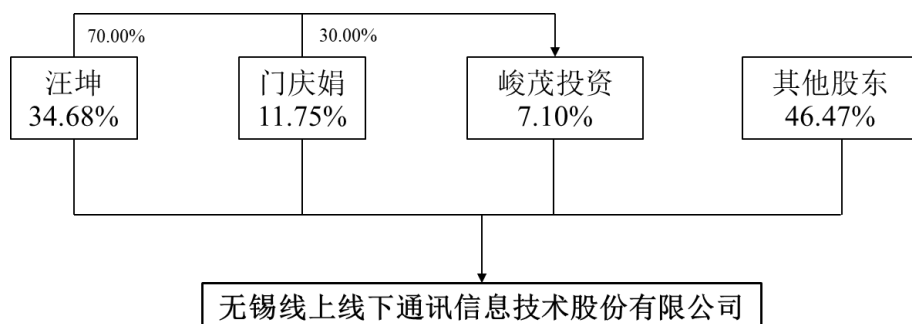 70.00%
30.00%
汪坤
34.68%
门庆娟
11.75%
峻茂投资
7.10%
其他股东
46.47%
无锡线上线下通讯信息技术股份有限公司